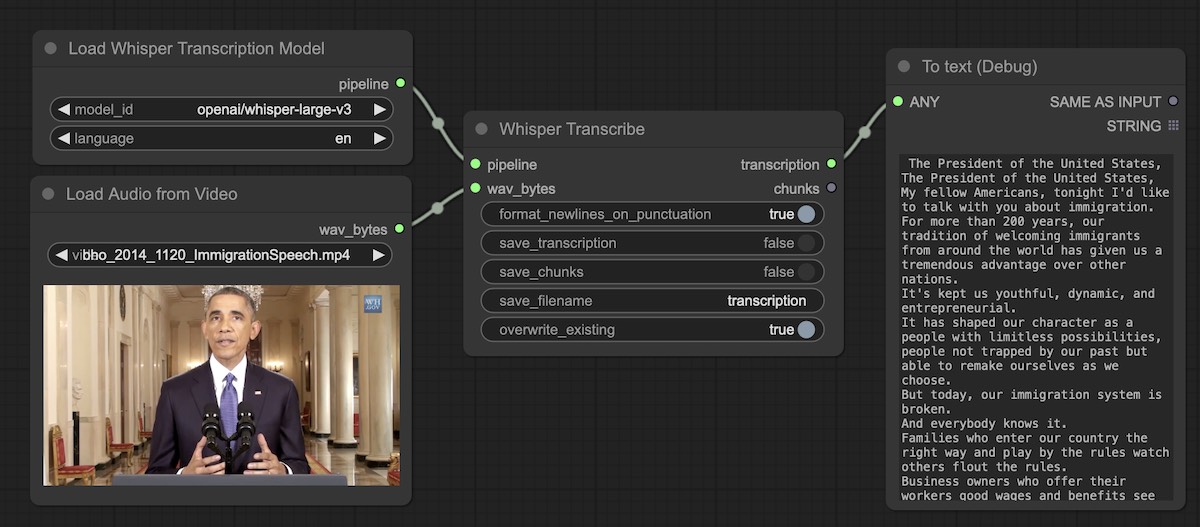 Load Whisper Transcription Model
pipeline
model_id openai/whisper-large-v3
language en
Load Audio from Video
wav_bytes
bho_2014_1120_ImmigrationSpeech.mp4
WH
.GOV
Whisper Transcribe
pipeline transcription
wav_bytes chunks
format_newlines_on_punctuation true
save_transcription false
save_chunks false
save_filename transcription
overwrite_existing true
To text (Debug)
ANY SAME AS INPUT
STRING
The President of the United States,
The President of the United States,
My fellow Americans, tonight I'd like
to talk with you about immigration.
For more than 200 years, our
tradition of welcoming immigrants
from around the world has given us a
tremendous advantage over other
nations.
It's kept us youthful, dynamic, and
entrepreneurial.
It has shaped our character as a
people with limitless possibilities,
people not trapped by our past but
able to remake ourselves as we
choose.
But today, our immigration system is
broken.
And everybody knows it.
Families who enter our country the
right way and play by the rules watch
others flout the rules.
Business owners who offer their
workers good wages and benefits see